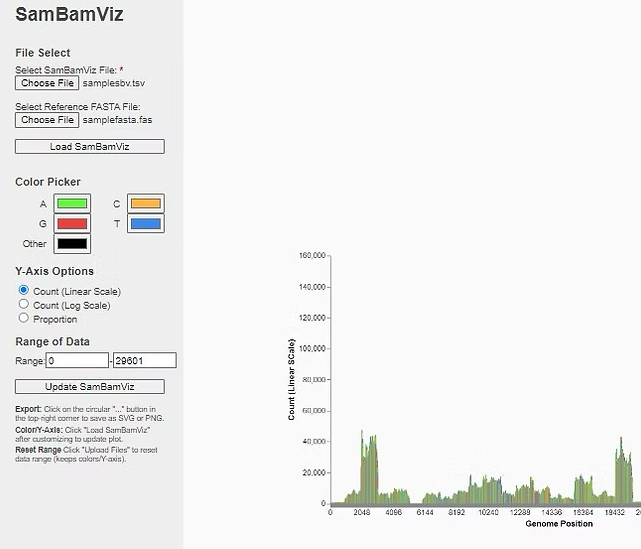 SamBamViz
File Select
Select SamBamViz File: *
Choose File samplesbv.tsv
Select Reference FASTA File:
Choose File samplefasta.fas
Load SamBamViz
Color Picker
A C
G T
Other
Y-Axis Options
Count (Linear Scale)
Count (Log Scale)
Proportion
Range of Data
Range: 0 - 29601
Update SamBamViz
Export: Click on the circular "..." button in
the top-right corner to save as SVG or PNG.
Color/Y-Axis: Click "Load SamBamViz"
after customizing to update plot.
Reset Range Click "Upload Files" to reset
data range (keeps colors/Y-axis).
160,000
140,000
120,000
100,000
80,000
60,000
40,000
20,000
0
Count (Linear SCale)
0 2048 4096 6144 8192 10240 12288 14336 16384 19432
Genome Position